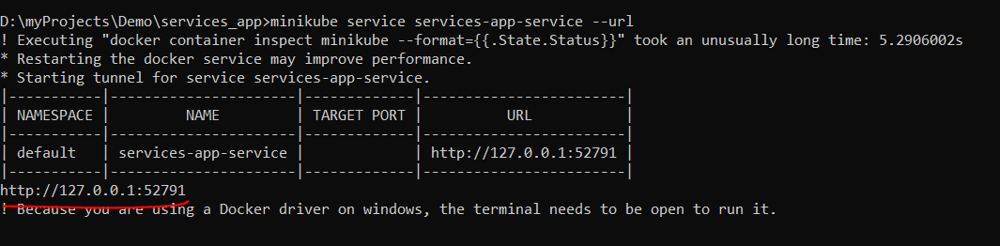 D:\myProjects\Demo\services_app>minikube service services-app-service --url
! Executing "docker container inspect minikube --format={{.State.Status}}" took an unusually long time: 5.2906002s
* Restarting the docker service may improve performance.
* Starting tunnel for service services-app-service.
|-----------|----------------------|-------------|------------------------|
| NAMESPACE |         NAME         | TARGET PORT |          URL           |
|-----------|----------------------|-------------|------------------------|
| default   | services-app-service |             | http://127.0.0.1:52791 |
|-----------|----------------------|-------------|------------------------|
http://127.0.0.1:52791
! Because you are using a Docker driver on windows, the terminal needs to be open to run it.